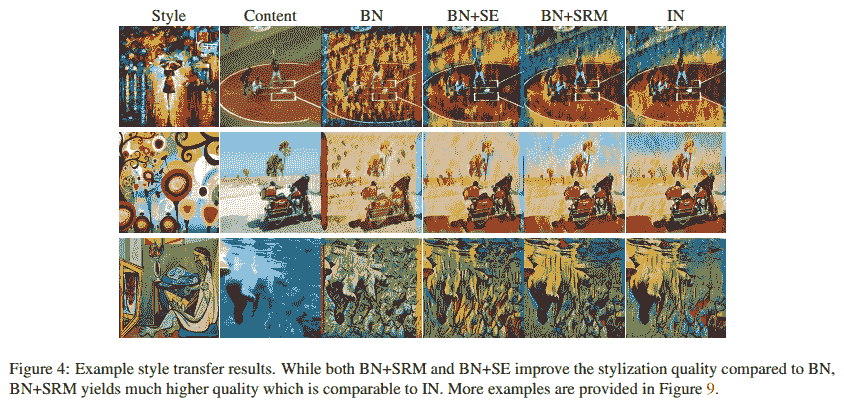 Style Content BN BN+SE BN+SRM IN
Figure 4: Example style transfer results. While both BN+SRM and BN+SE improve the stylization quality compared to BN,
BN+SRM yields much higher quality which is comparable to IN. More examples are provided in Figure 9.